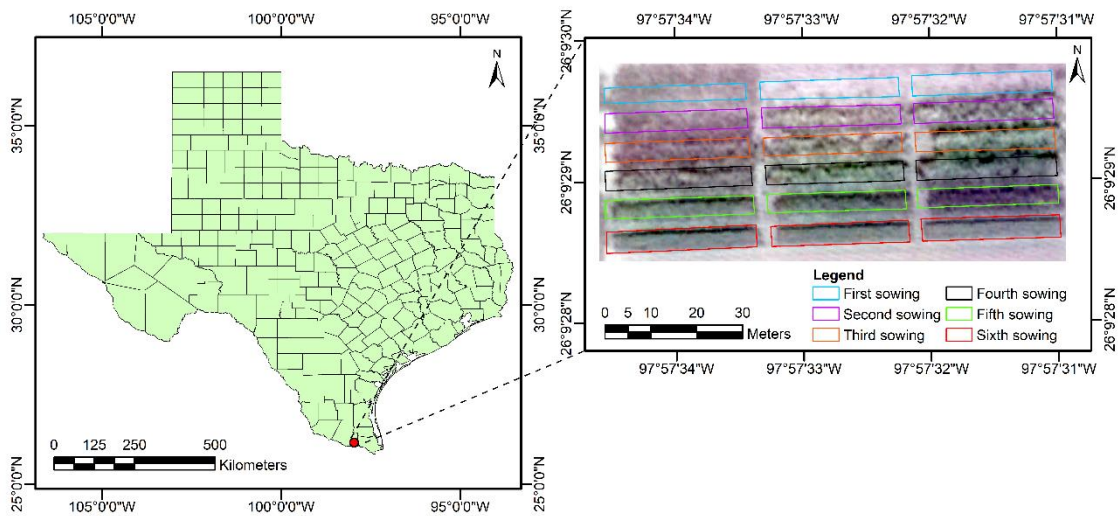 105°0'0"W 100°0'0"W 95°0'0"W
97°57'34"W 97°57'33"W 97°57'32"W 97°57'31"W
26°9'30"N
N
N
35°0'0"N
35°0'0"N
26°9'29"N
26°9'29"N
30°0'0"N
30°0'0"N
Legend
First sowing
Fourth sowing
Second sowing
Fifth sowing
Third sowing
Sixth sowing
0 5 10 20 30
Meters
26°9'28"N
26°9'28"N
97°57'34"W 97°57'33"W 97°57'32"W 97°57'31"W
0 125 250 500
Kilometers
25°0'0"N
25°0'0"N
105°0'0"W 100°0'0"W 95°0'0"W